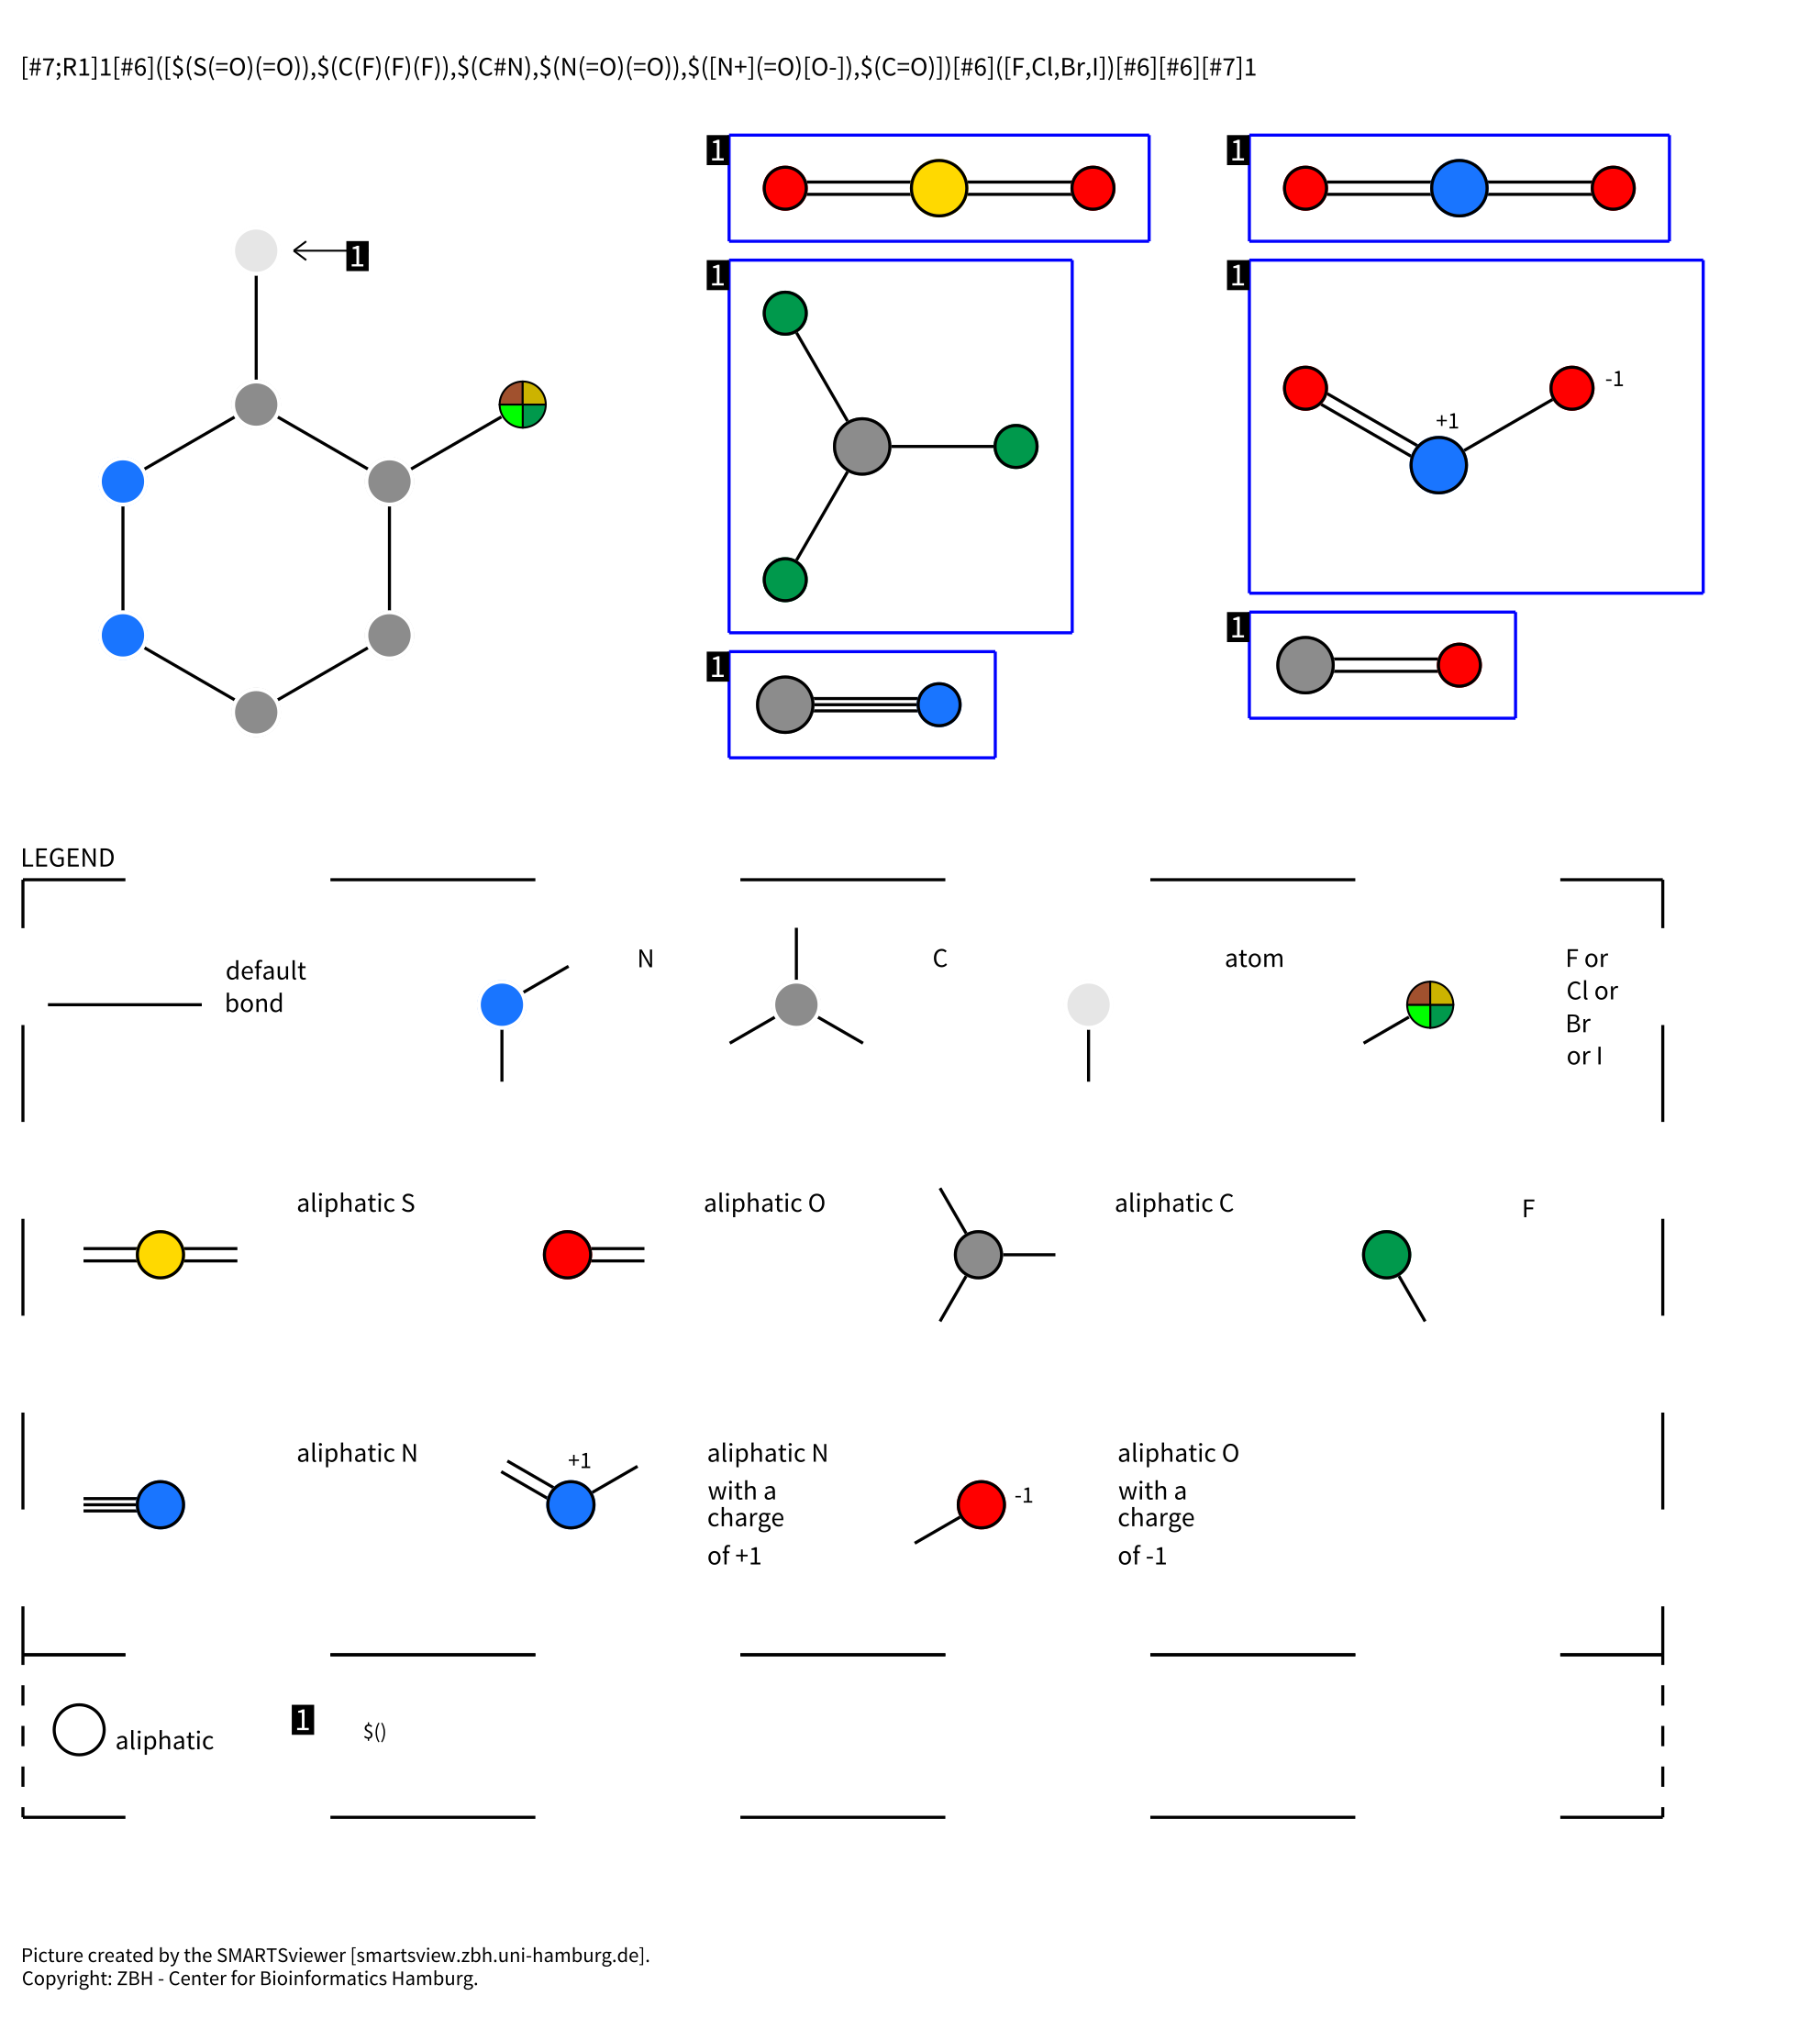 [#7;R1]1[#6]([$(S(=O)(=O)),$(C(F)(F)(F)),$(C#N),$(N(=O)(=O)),$([N+](=O)[O-]),$(C=O)])[#6]([F,Cl,Br,I])[#6][#6][#7]1
1
1
1
1
1
+1
-1
1
1
LEGEND
default
bond
N
C
atom
F or
Cl or
Br
or I
aliphatic S
aliphatic O
aliphatic C
F
aliphatic N
+1
aliphatic N
with a
charge
of +1
-1
aliphatic O
with a
charge
of -1
aliphatic
1
$()
Picture created by the SMARTSviewer [smartsview.zbh.uni-hamburg.de].
Copyright: ZBH - Center for Bioinformatics Hamburg.